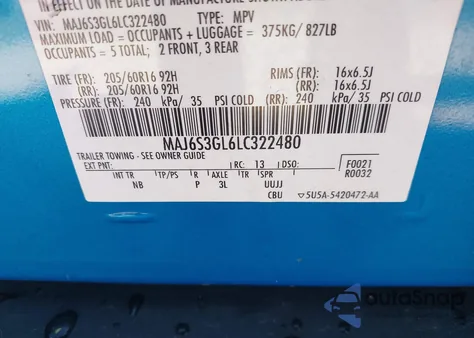 VIN: MAJ6S3GL6LC322480 TYPE: MPV
MAXIMUM LOAD = OCCUPANTS + LUGGAGE = 375KG/ 827LB
OCCUPANTS = 5 TOTAL; 2 FRONT, 3 REAR
TIRE (FR): 205/60R16 92H RIMS (FR): 16x6.5J
(RR): 205/60R16 92H (RR): 16x6.5J
PRESSURE (FR): 240 kPa/ 35 PSI COLD (RR): 240 kPa/ 35 PSI COLD
MAJ6S3GL6LC322480
TRAILER TOWING - SEE OWNER GUIDE
EXT PNT: RC: 13 DSO: F0021
R0032
INT TR TP/PS R AXLE TR SPR
NB P 3L UUJJ
CBU ▽5U5A-5420472-AA
autoSnap